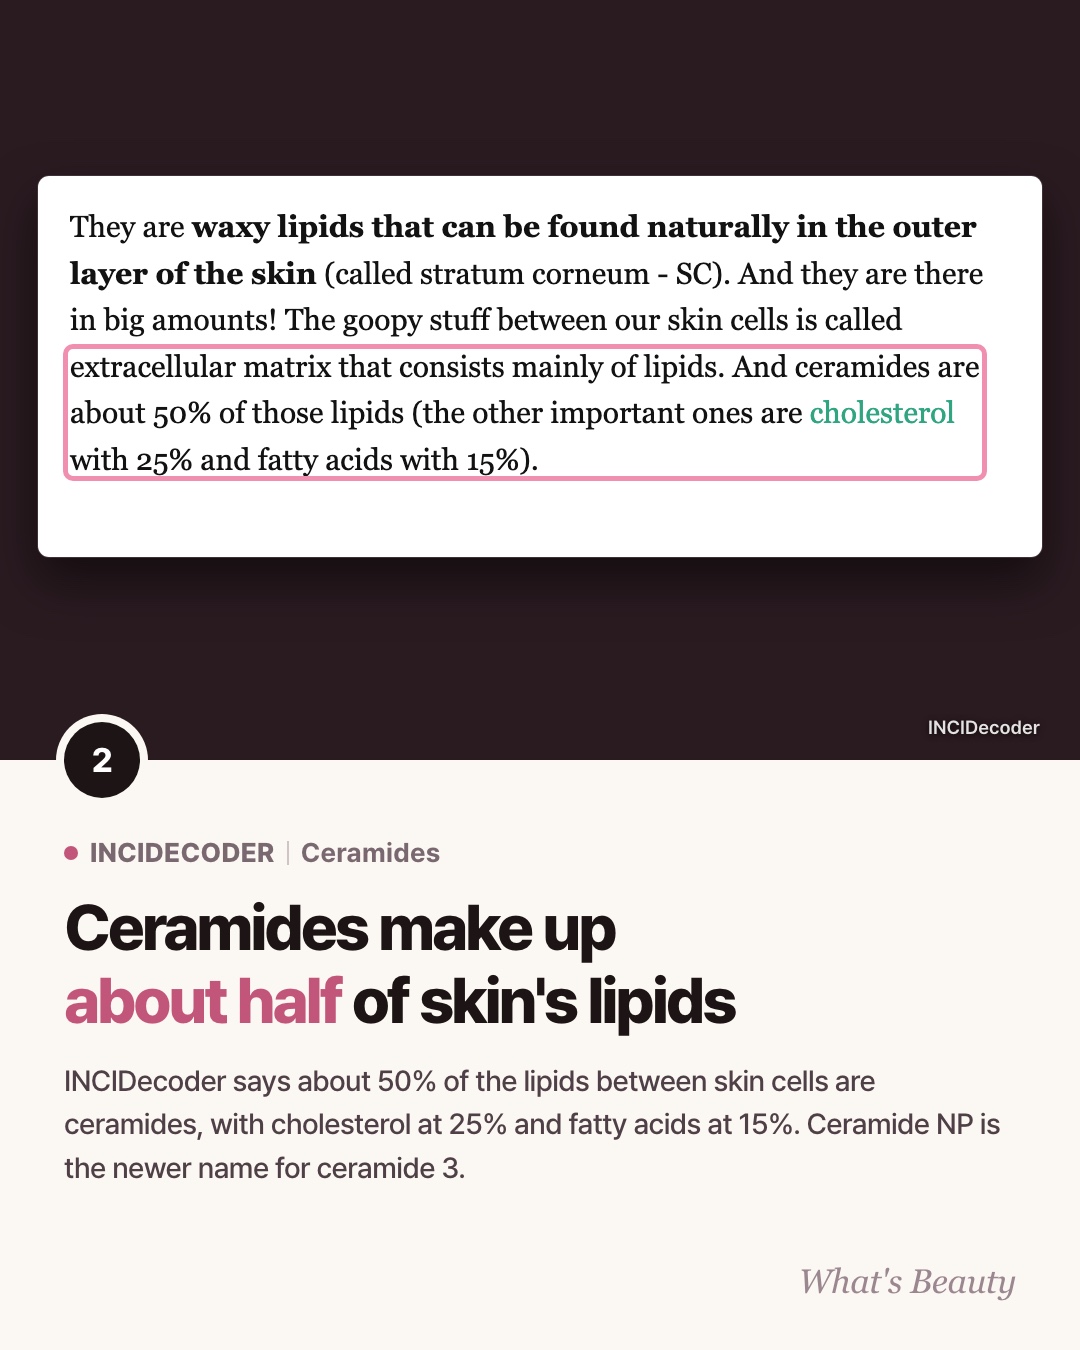 They are waxy lipids that can be found naturally in the outer
layer of the skin (called stratum corneum - SC). And they are there
in big amounts! The goopy stuff between our skin cells is called
extracellular matrix that consists mainly of lipids. And ceramides are
about 50% of those lipids (the other important ones are cholesterol
with 25% and fatty acids with 15%).
INCIDecoder
2
INCIDECODER | Ceramides
Ceramides make up
about half of skin's lipids
INCIDecoder says about 50% of the lipids between skin cells are
ceramides, with cholesterol at 25% and fatty acids at 15%. Ceramide NP is
the newer name for ceramide 3.
What's Beauty